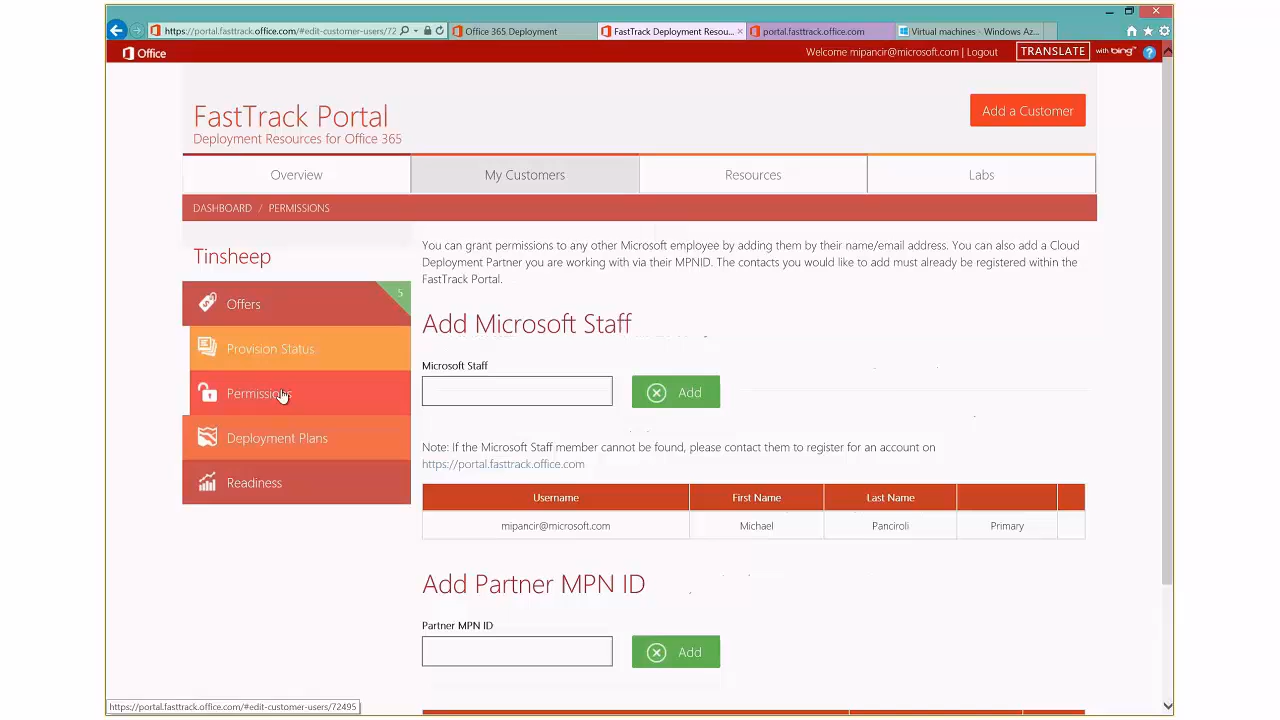 https://portal.fasttrack.office.com/#edit-customer-users/72
Office 365 Deployment
FastTrack Deployment Resou...
portal.fasttrack.office.com
Virtual machines - Windows Az...
Office
Welcome mipancir@microsoft.com | Logout
TRANSLATE with bing™
?
FastTrack Portal
Deployment Resources for Office 365
Add a Customer
Overview
My Customers
Resources
Labs
DASHBOARD / PERMISSIONS
Tinsheep
Offers
5
Provision Status
Permissions
Deployment Plans
Readiness
You can grant permissions to any other Microsoft employee by adding them by their name/email address. You can also add a Cloud
Deployment Partner you are working with via their MPNID. The contacts you would like to add must already be registered within the
FastTrack Portal.
Add Microsoft Staff
Microsoft Staff
Add
Note: If the Microsoft Staff member cannot be found, please contact them to register for an account on
https://portal.fasttrack.office.com
Username First Name Last Name
mipancir@microsoft.com Michael Panciroli Primary
Add Partner MPN ID
Partner MPN ID
Add
https://portal.fasttrack.office.com/#edit-customer-users/72495